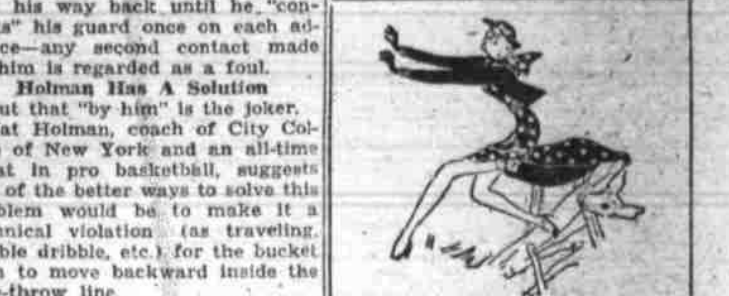 his way back until he "con-
s" his guard once on each ad-
ce—any second contact made
him is regarded as a foul.
Holman Has A Solution
ut that "by him" is the joker.
at Holman, coach of City Col-
of New York and an all-time
at in pro basketball, suggests
of the better ways to solve this
blem would be to make it a
nical violation (as traveling,
ble dribble, etc.) for the bucket
to move backward inside the
-throw line.